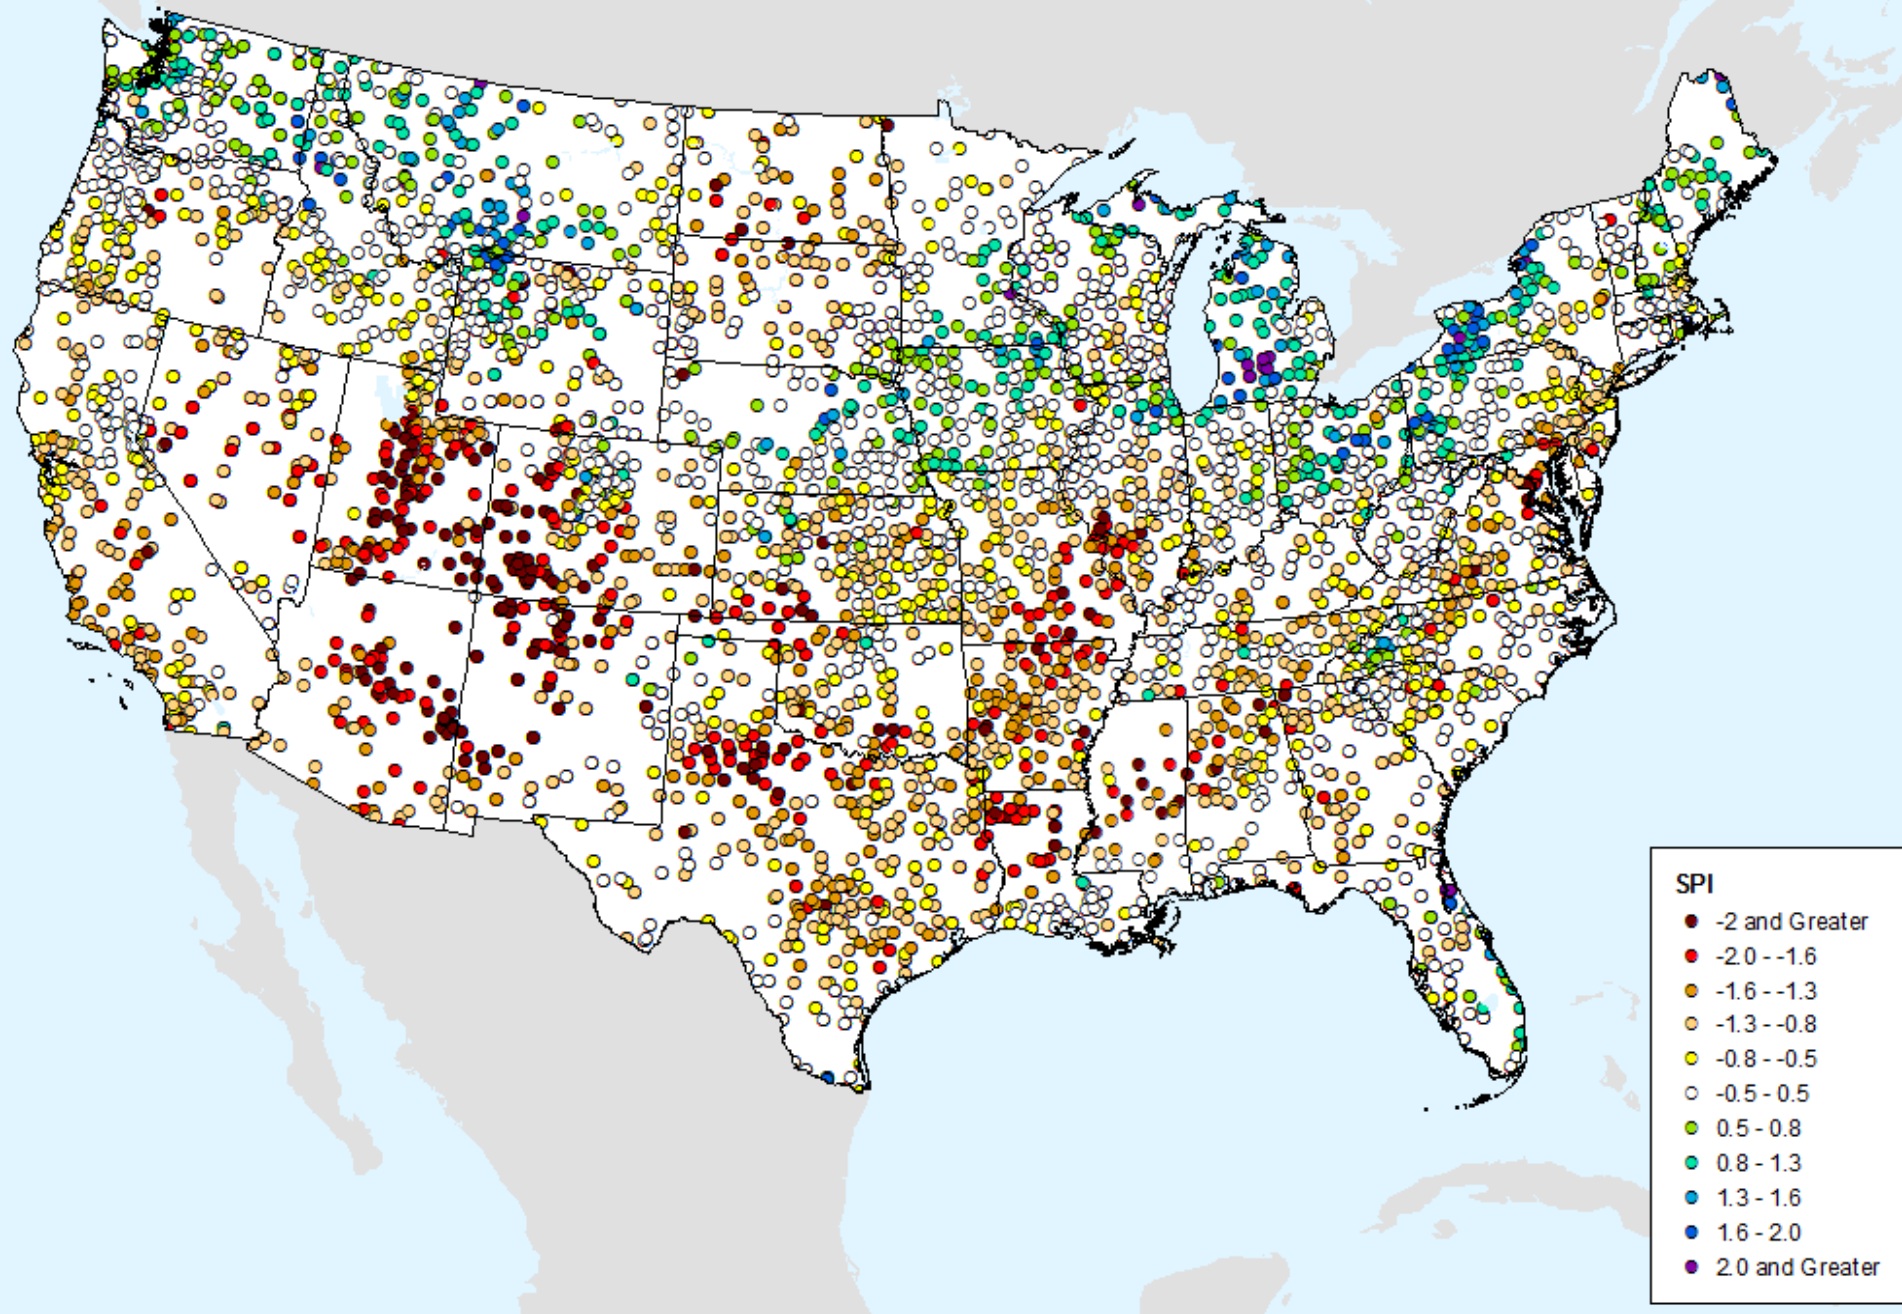 SPI
-2 and Greater
-2.0 - -1.6
-1.6 - -1.3
-1.3 - -0.8
-0.8 - -0.5
-0.5 - 0.5
0.5 - 0.8
0.8 - 1.3
1.3 - 1.6
1.6 - 2.0
2.0 and Greater